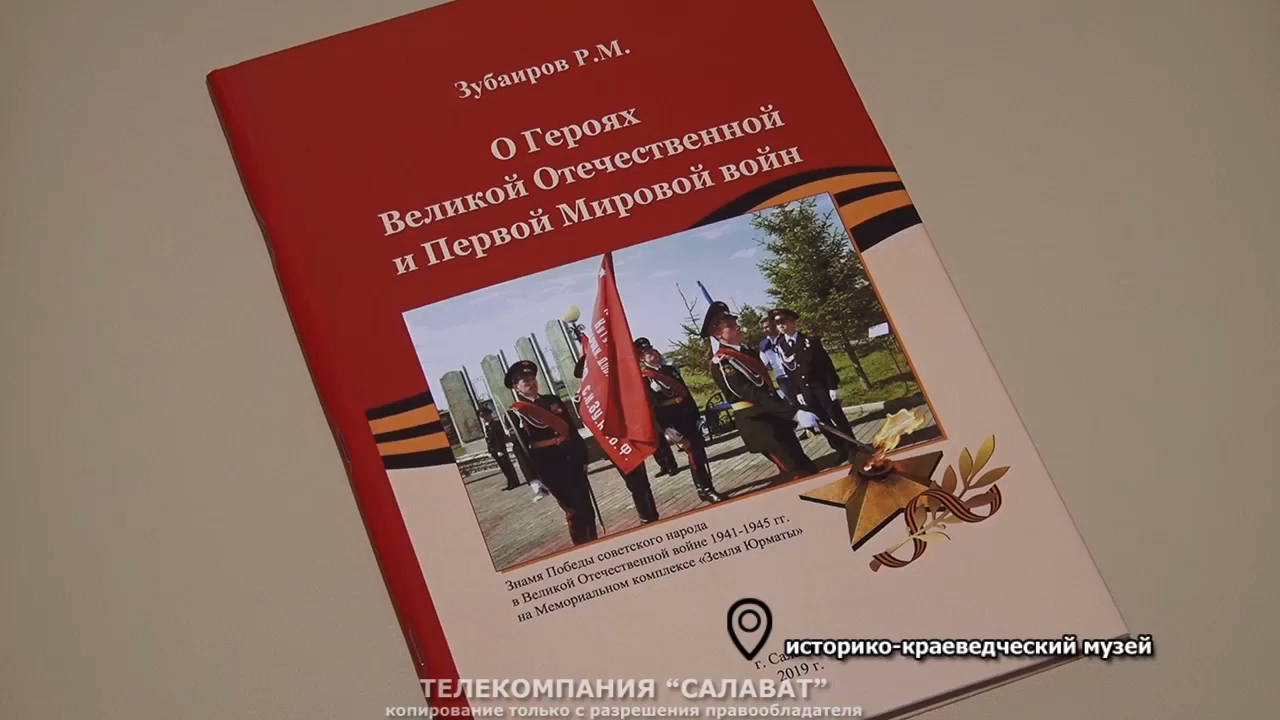 Зубаиров Р.М.
О Героях
Великой Отечественной
и Первой Мировой войн
Знамя Победы советского народа
в Великой Отечественной войне 1941-1945 гг.
на Мемориальном комплексе «Земля Юрматы»
историко-краеведческий музей
г.
2019 г.
ТЕЛЕКОМПАНИЯ “САЛАВАТ”
копирование только с разрешения правообладателя